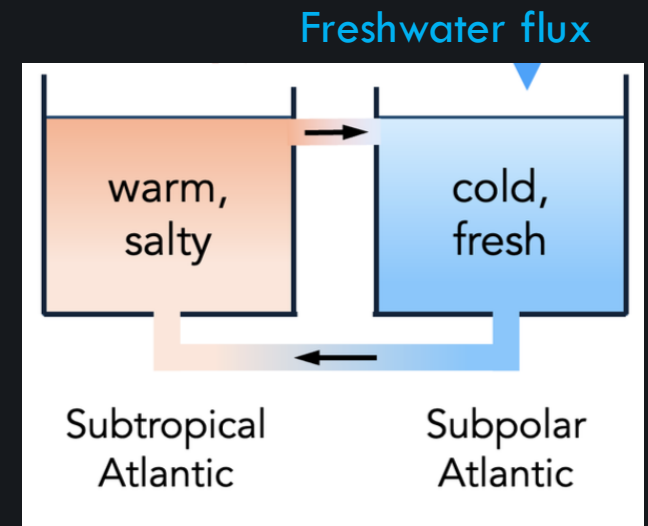 Freshwater flux
warm,
salty
cold,
fresh
Subtropical
Atlantic
Subpolar
Atlantic